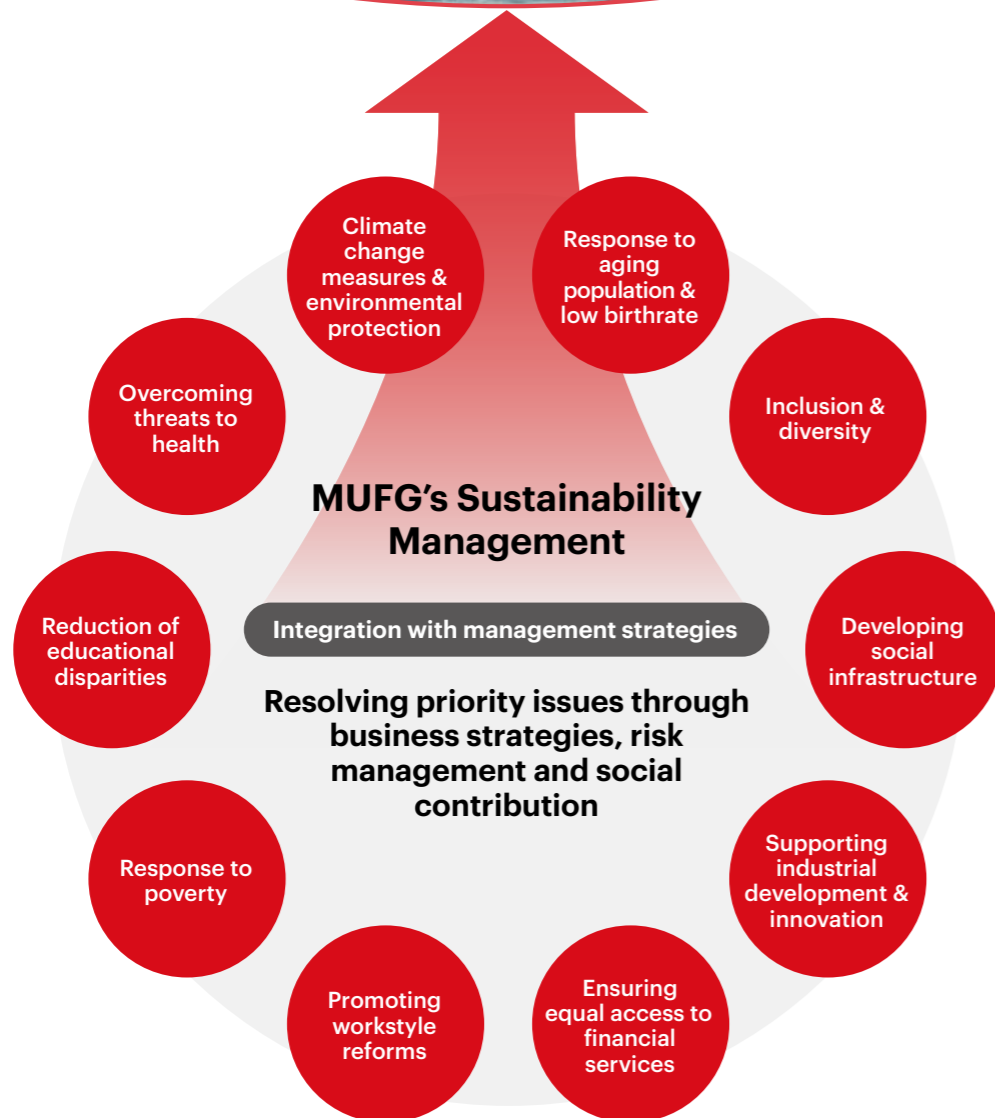 Climate
change
measures &
environmental
protection
Response to
aging
population &
low birthrate
Overcoming
threats to
health
Inclusion &
diversity
MUFG’s Sustainability
Management
Reduction of
educational
disparities
Integration with management strategies
Developing
social
infrastructure
Resolving priority issues through
business strategies, risk
management and social
contribution
Response to
poverty
Supporting
industrial
development &
innovation
Promoting
workstyle
reforms
Ensuring
equal access to
financial
services